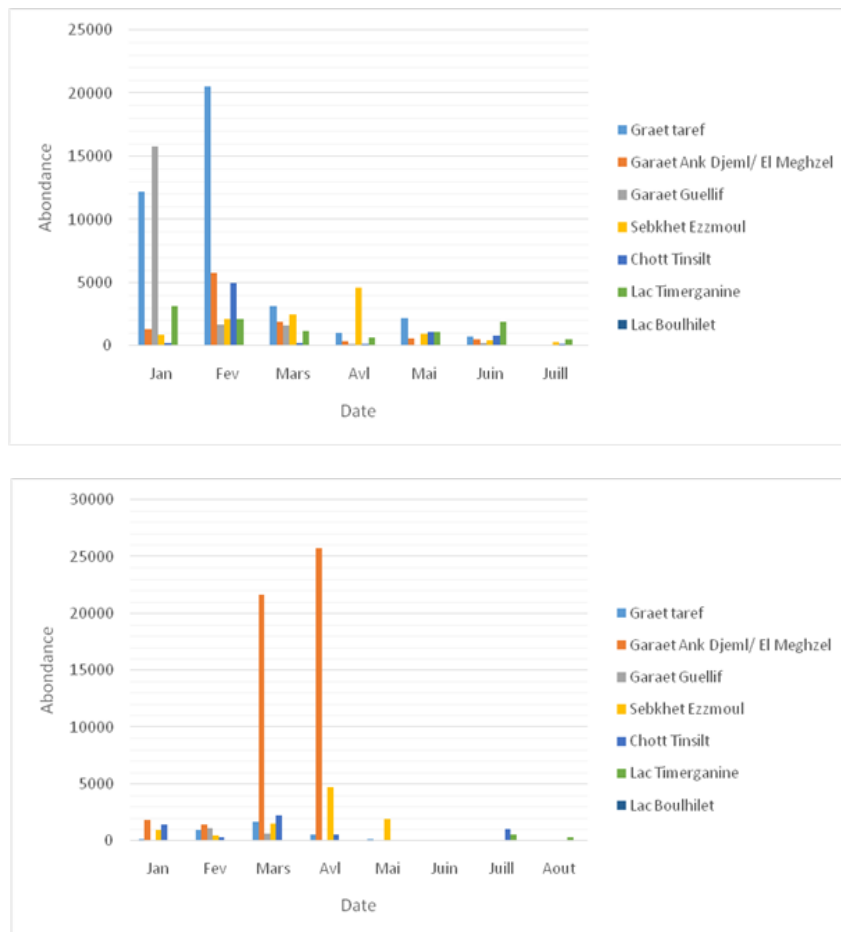 25000
20000
15000
10000
5000
0
Abondance
Jan Fev Mars Avl Mai Juin Juill
Date
Graet taref
Garaet Ank Djeml/ El Meghzel
Garaet Guellif
Sebkhet Ezzmoul
Chott Tinsilt
Lac Timerganine
Lac Boulhilet
30000
25000
20000
15000
10000
5000
0
Abondance
Jan Fev Mars Avl Mai Juin Juill Aout
Date
Graet taref
Garaet Ank Djeml/ El Meghzel
Garaet Guellif
Sebkhet Ezzmoul
Chott Tinsilt
Lac Timerganine
Lac Boulhilet